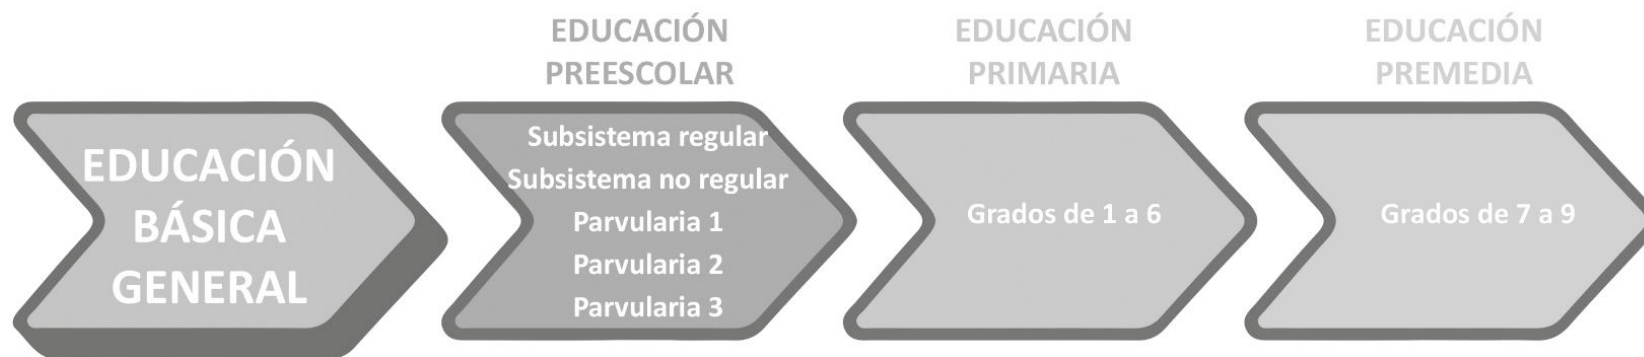 EDUCACIÓN
BÁSICA
GENERAL
EDUCACIÓN
PREESCOLAR
Subsistema regular
Subsistema no regular
Parvularia 1
Parvularia 2
Parvularia 3
EDUCACIÓN
PRIMARIA
Grados de 1 a 6
EDUCACIÓN
PREMEDIA
Grados de 7 a 9